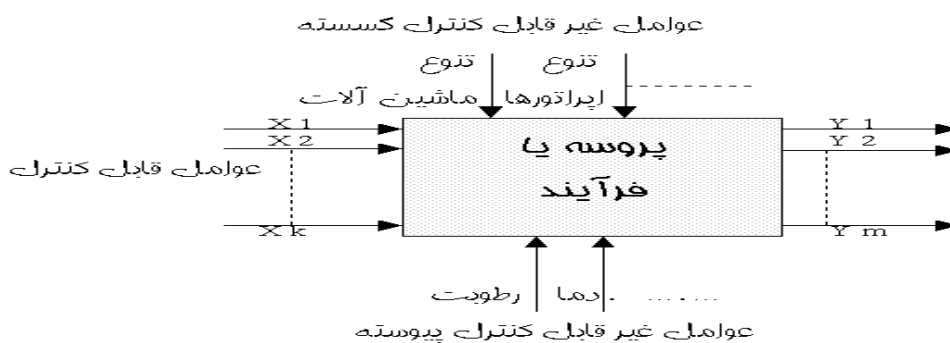 عوامل غیر قابل کنترل گسسته
تنوع تنوع
اپراتورها ماشین آلات
X 1
X 2
عوامل قابل کنترل
X k
پروسه یا
فرآیند
Y 1
Y 2
Y m
رطوبت دما . .......
عوامل غیر قابل کنترل پیوسته